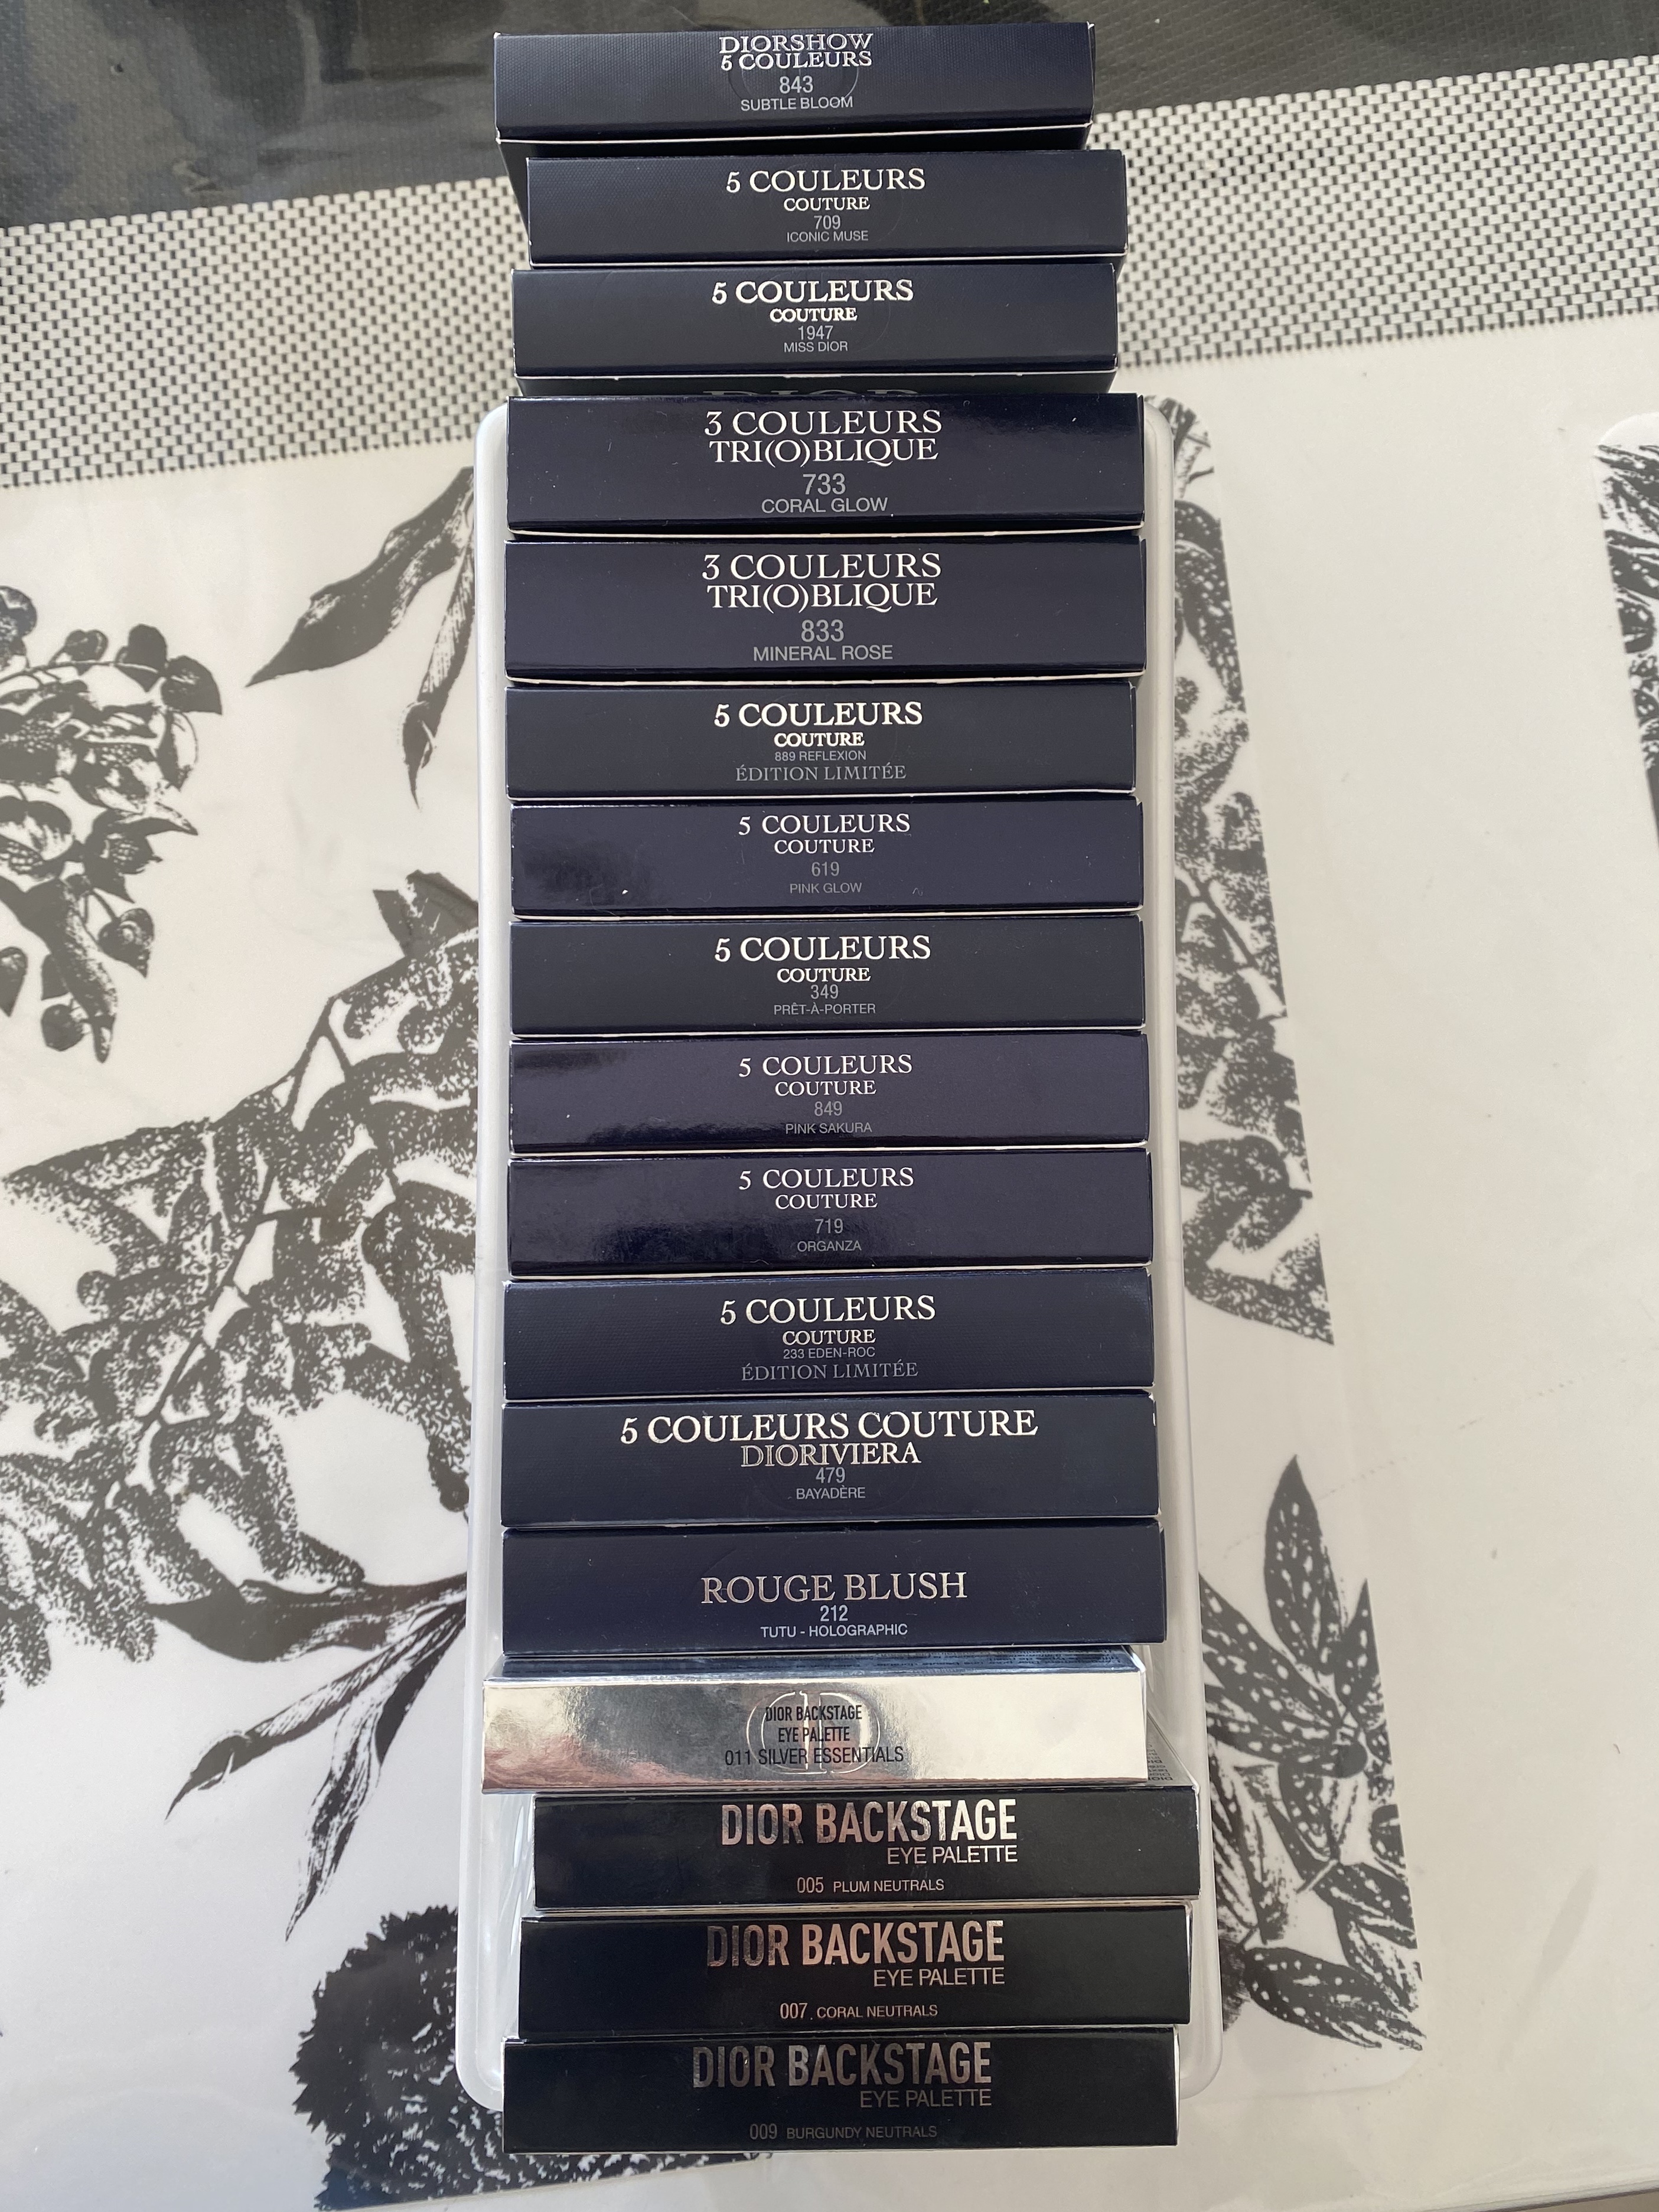 DIORSHOW
5 COULEURS
843
SUBTLE BLOOM
5 COULEURS
COUTURE
709
ICONIC MUSE
5 COULEURS
COUTURE
1947
MISS DIOR
DIOR
3 COULEURS
TRI(O)BLIQUE
733
CORAL GLOW
3 COULEURS
TRI(O)BLIQUE
833
MINERAL ROSE
5 COULEURS
COUTURE
889 REFLEXION
ÉDITION LIMITÉE
5 COULEURS
COUTURE
619
PINK GLOW
5 COULEURS
COUTURE
349
PRÊT-À-PORTER
5 COULEURS
COUTURE
849
PINK SAKURA
5 COULEURS
COUTURE
719
ORGANZA
5 COULEURS
COUTURE
233 EDEN-ROC
ÉDITION LIMITÉE
5 COULEURS COUTURE
DIORIVIERA
479
BAYADÈRE
ROUGE BLUSH
212
TUTU - HOLOGRAPHIC
DIOR BACKSTAGE
EYE PALETTE
011 SILVER ESSENTIALS
DIOR BACKSTAGE
EYE PALETTE
005 PLUM NEUTRALS
DIOR BACKSTAGE
EYE PALETTE
007 CORAL NEUTRALS
DIOR BACKSTAGE
EYE PALETTE
009 BURGUNDY NEUTRALS